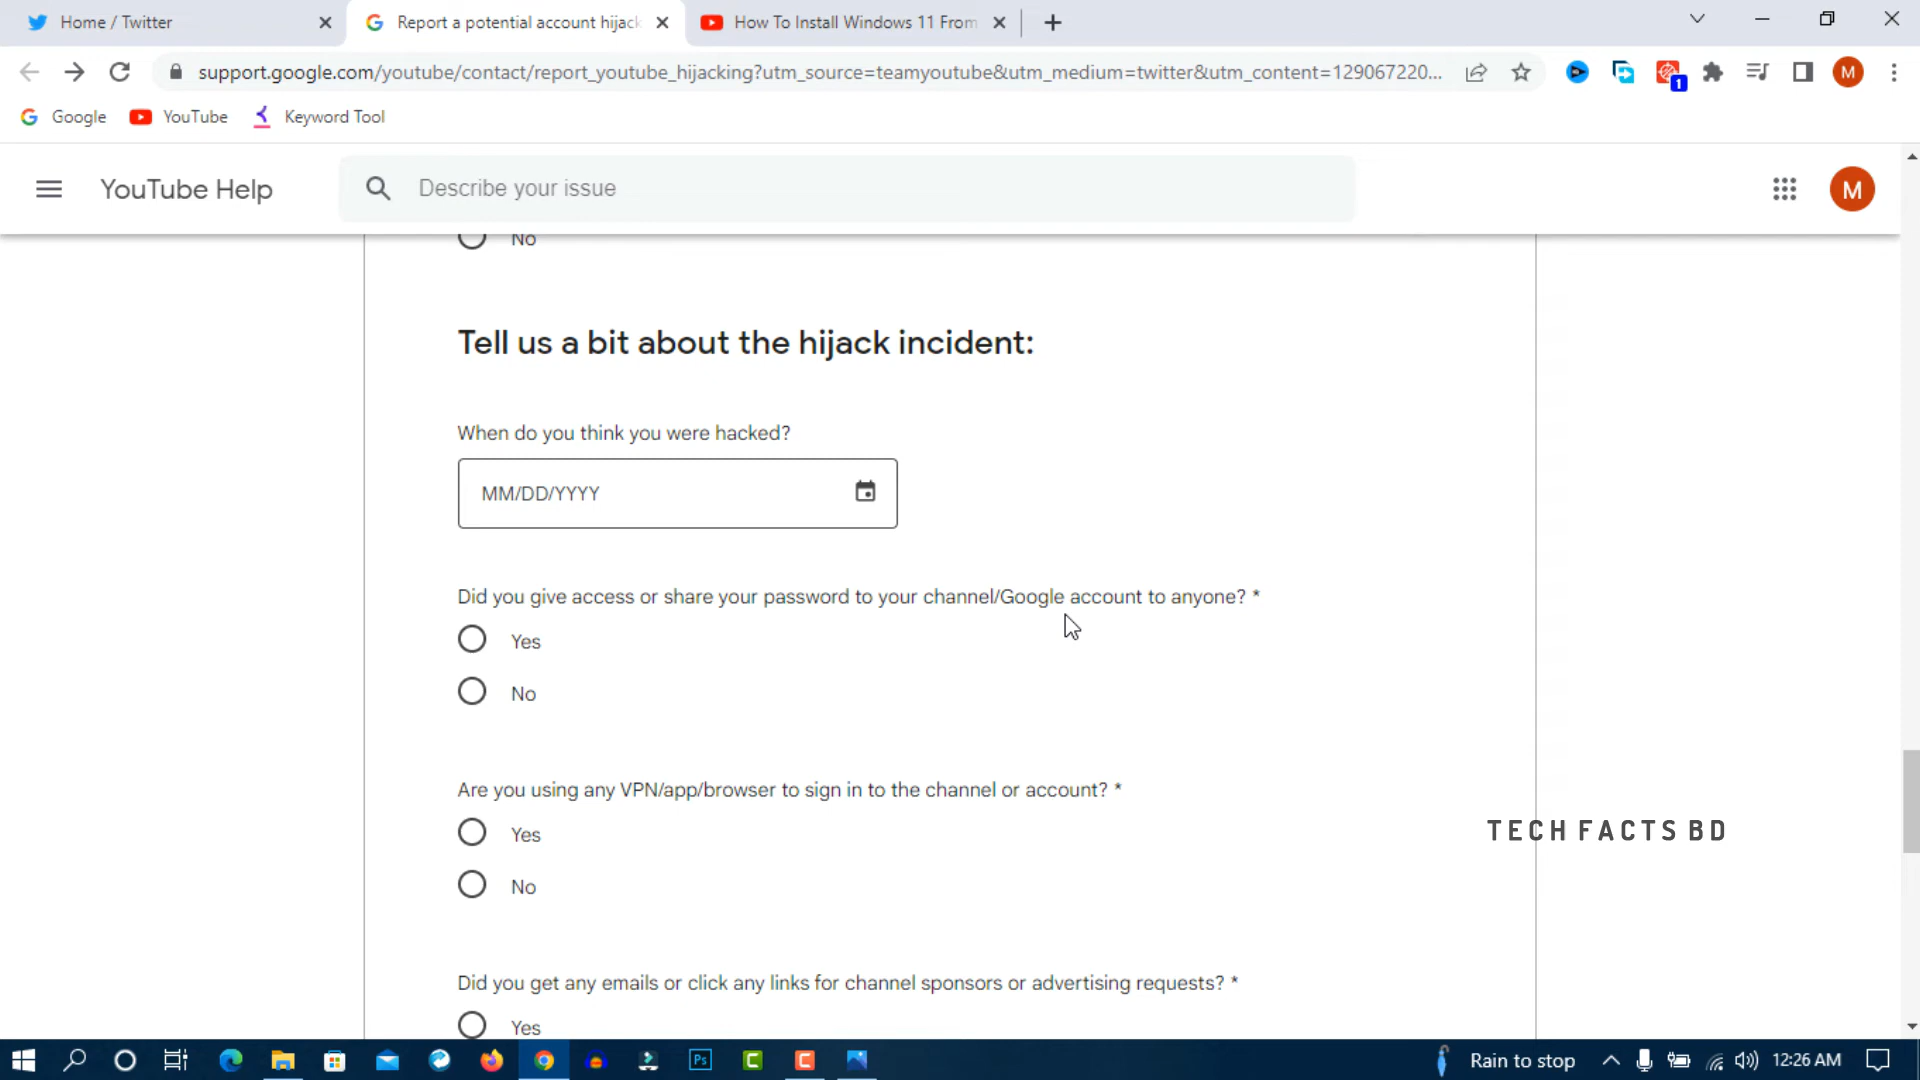 Home / Twitter
Report a potential account hijack
How To Install Windows 11 From
support.google.com/youtube/contact/report_youtube_hijacking?utm_source=teamyoutube&utm_medium=twitter&utm_content=129067220...
1
M
Google
YouTube
Keyword Tool
YouTube Help
Describe your issue
M
No
Tell us a bit about the hijack incident:
When do you think you were hacked?
MM/DD/YYYY
Did you give access or share your password to your channel/Google account to anyone? *
Yes
No
Are you using any VPN/app/browser to sign in to the channel or account? *
Yes
TECH FACTS BD
No
Did you get any emails or click any links for channel sponsors or advertising requests? *
Yes
Ps
C
C
Rain to stop
12:26 AM